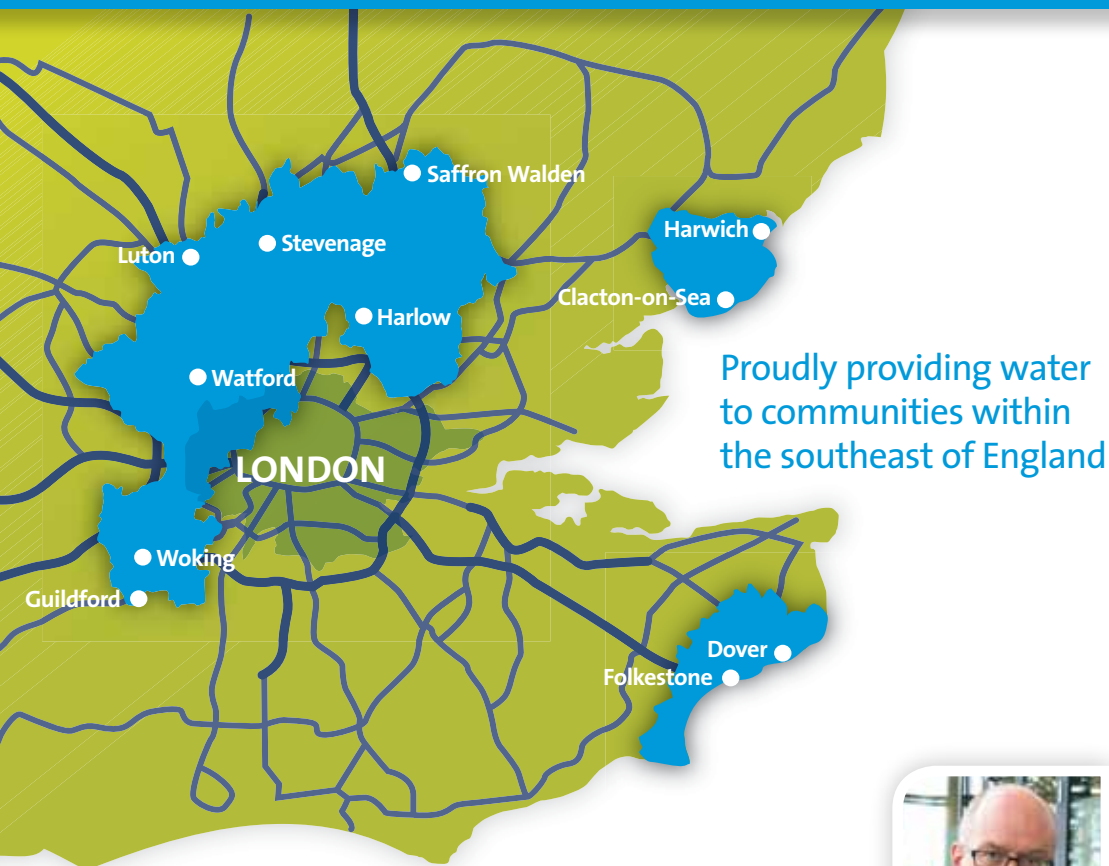 Saffron Walden
Harwich
Stevenage
Luton
Clacton-on-Sea
Harlow
Proudly providing water
to communities within
the southeast of England
Watford
LONDON
Woking
Guildford
Dover
Folkestone